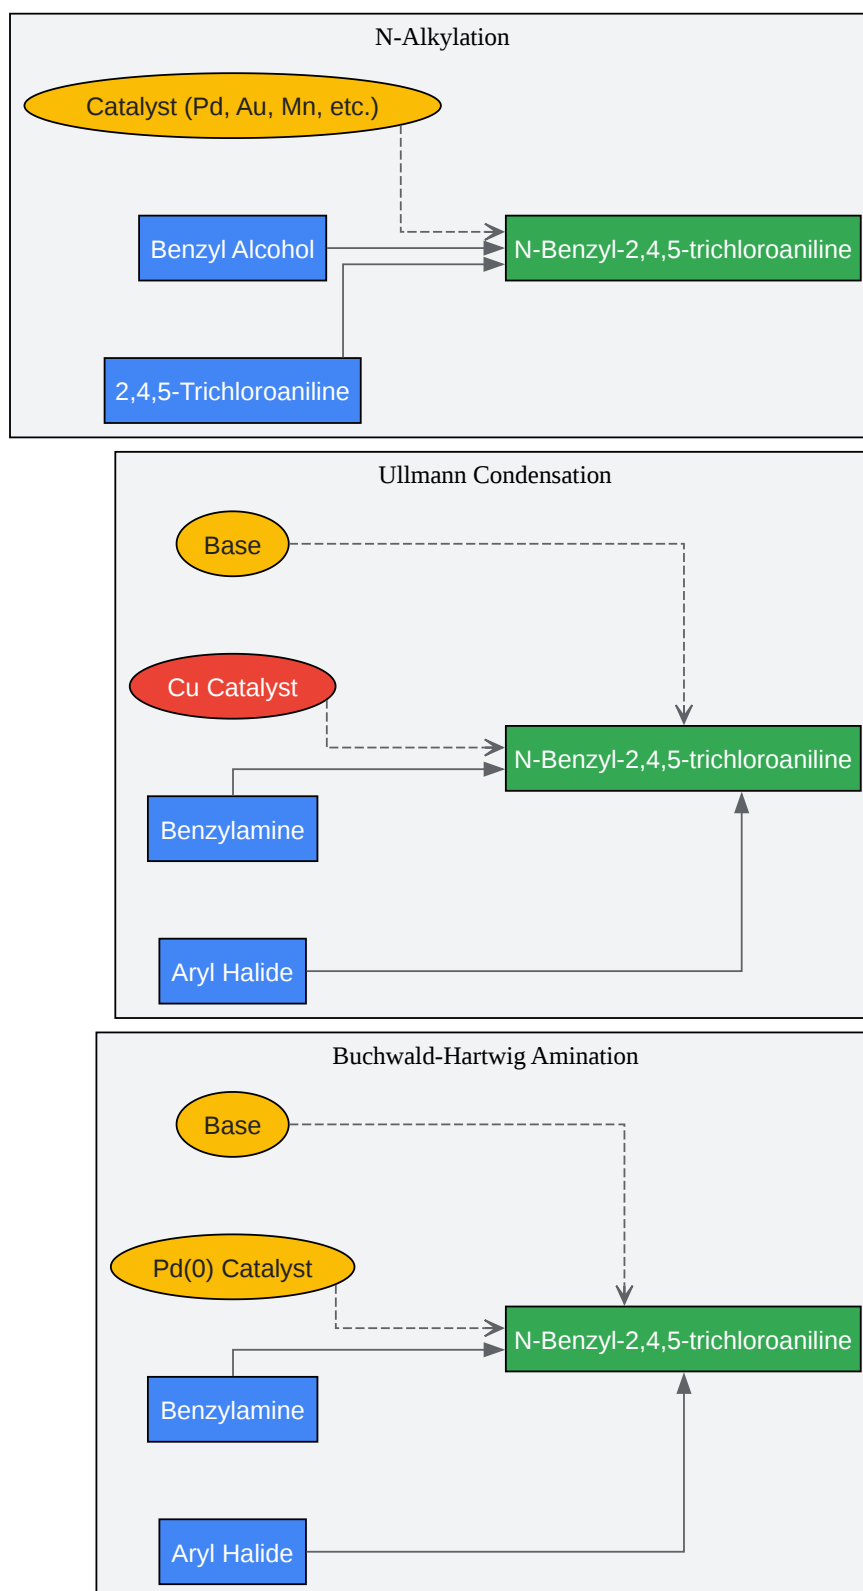 N-Alkylation
Catalyst (Pd, Au, Mn, etc.)
Benzyl Alcohol
N-Benzyl-2,4,5-trichloroaniline
2,4,5-Trichloroaniline
Ullmann Condensation
Base
Cu Catalyst
N-Benzyl-2,4,5-trichloroaniline
Benzylamine
Aryl Halide
Buchwald-Hartwig Amination
Base
Pd(0) Catalyst
N-Benzyl-2,4,5-trichloroaniline
Benzylamine
Aryl Halide